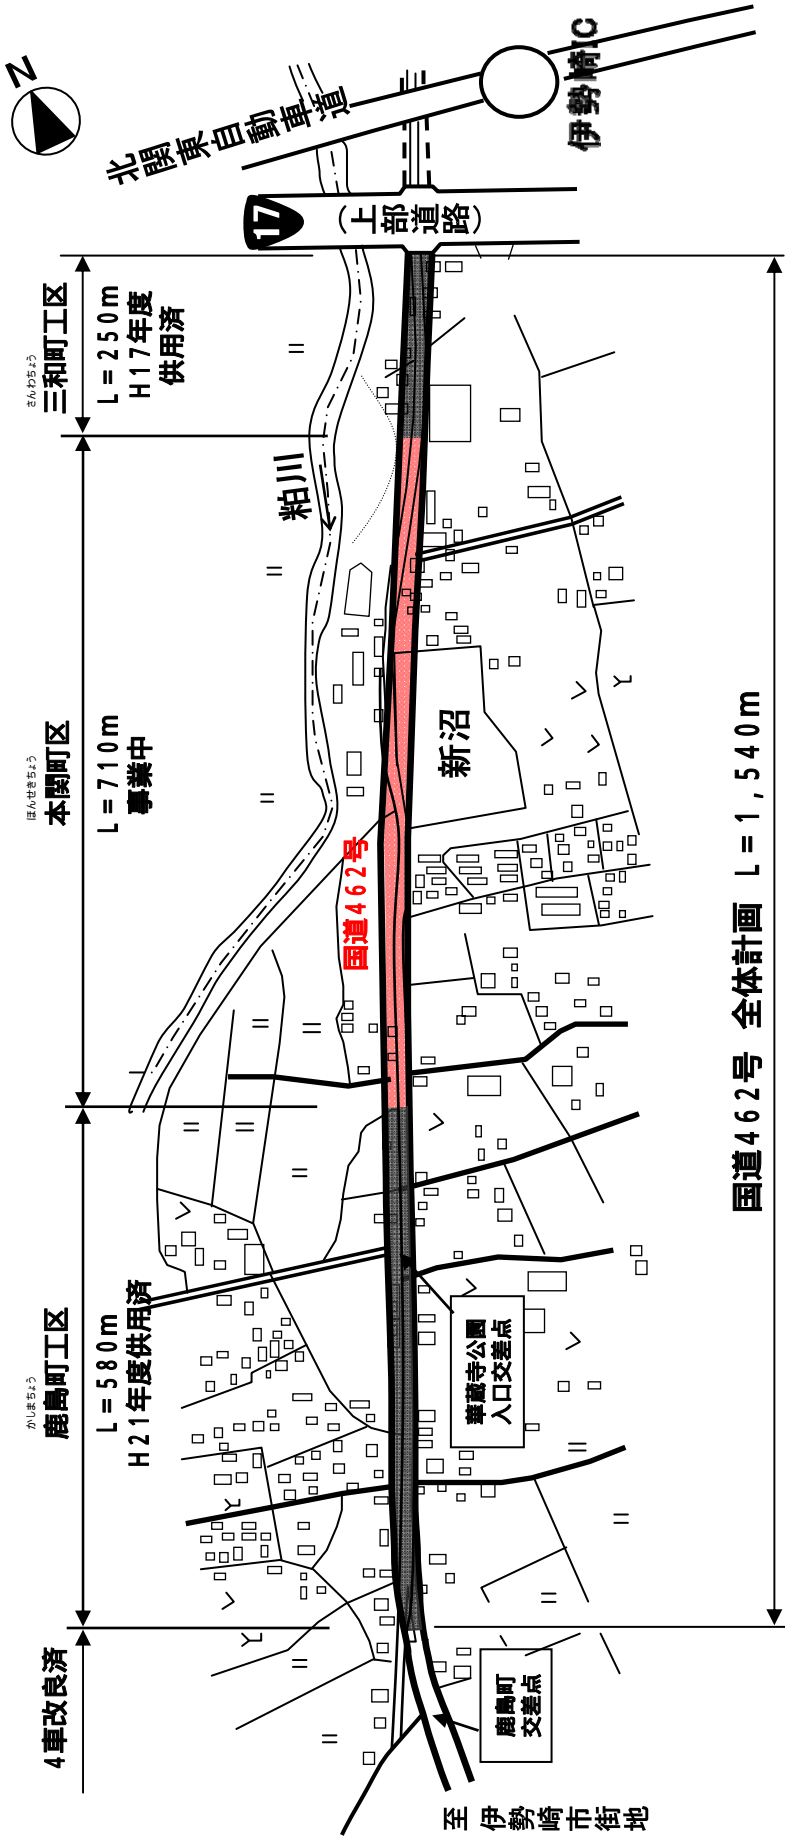 N
北関東自動車道
伊勢崎IC
17
（上部道路）
さんわちょう
三和町工区
L=250m
H17年度
供用済
粕川
ほんせきちょう
本関町区
L=710m
事業中
新沼
国道462号
国道462号 全体計画 L=1,540m
かしまちょう
鹿島町工区
L=580m
H21年度供用済
華蔵寺公園
入口交差点
4車改良済
鹿島町
交差点
至 伊勢崎市街地